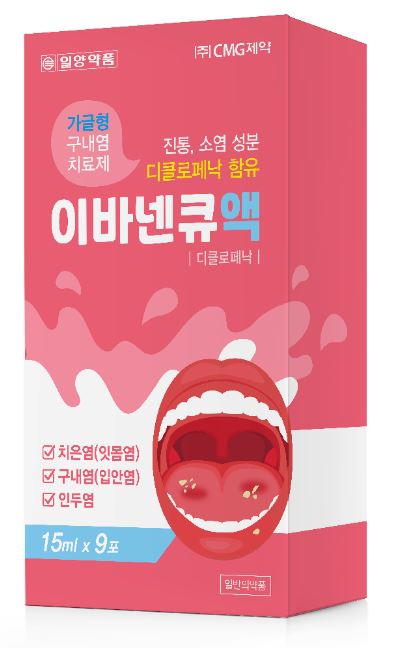 일양약품
(주)CMG제약
가글형
구내염
치료제
진통, 소염 성분
디클로페낙 함유
이바넨큐액
| 디클로페낙 |
치은염(잇몸염)
구내염(입안염)
인두염
15ml x 9포
일반의약품